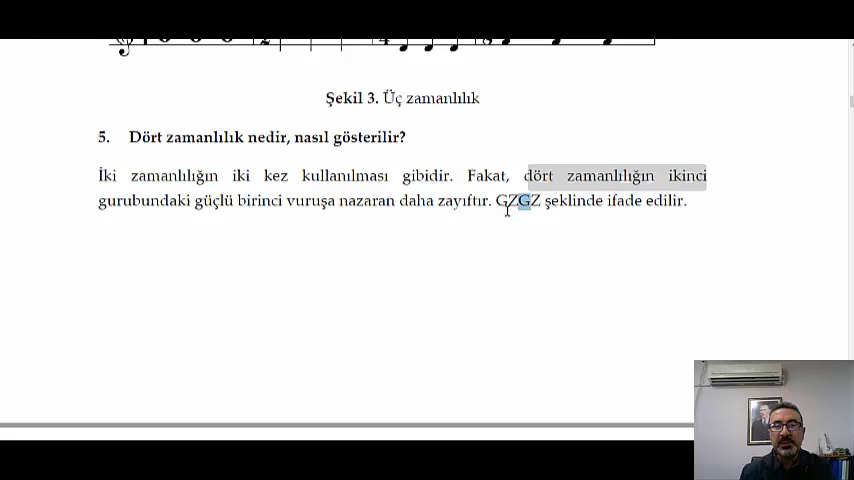 Şekil 3. Üç zamanlılık
5. Dört zamanlılık nedir, nasıl gösterilir?
İki zamanlılığın iki kez kullanılması gibidir. Fakat, dört zamanlılığın ikinci
gurubundaki güçlü birinci vuruşa nazaran daha zayıftır. GZGZ şeklinde ifade edilir.